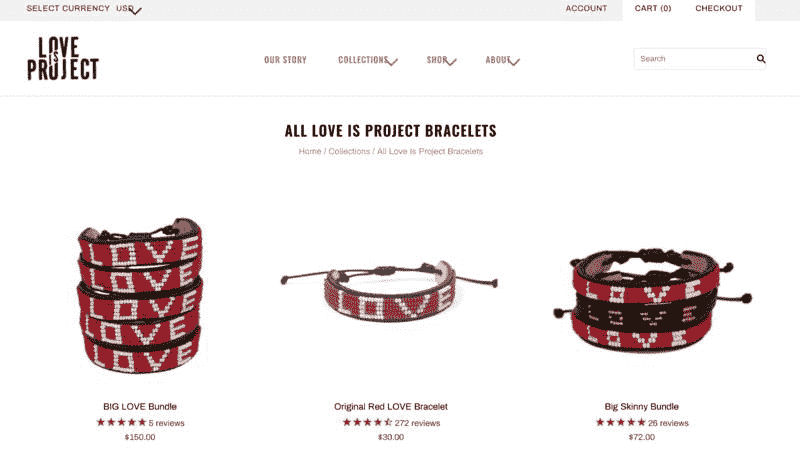 SELECT CURRENCY USD
ACCOUNT CART (0) CHECKOUT
LOVE
IS
PROJECT
OUR STORY COLLECTIONS SHOP ABOUT
Search
ALL LOVE IS PROJECT BRACELETS
Home / Collections / All Love Is Project Bracelets
LOVE
LOVE
LOVE
LOVE
LOVE
LOVE
LOVE
LOVE
LOVE
BIG LOVE Bundle
5 reviews
$150.00
Original Red LOVE Bracelet
272 reviews
$30.00
Big Skinny Bundle
26 reviews
$72.00